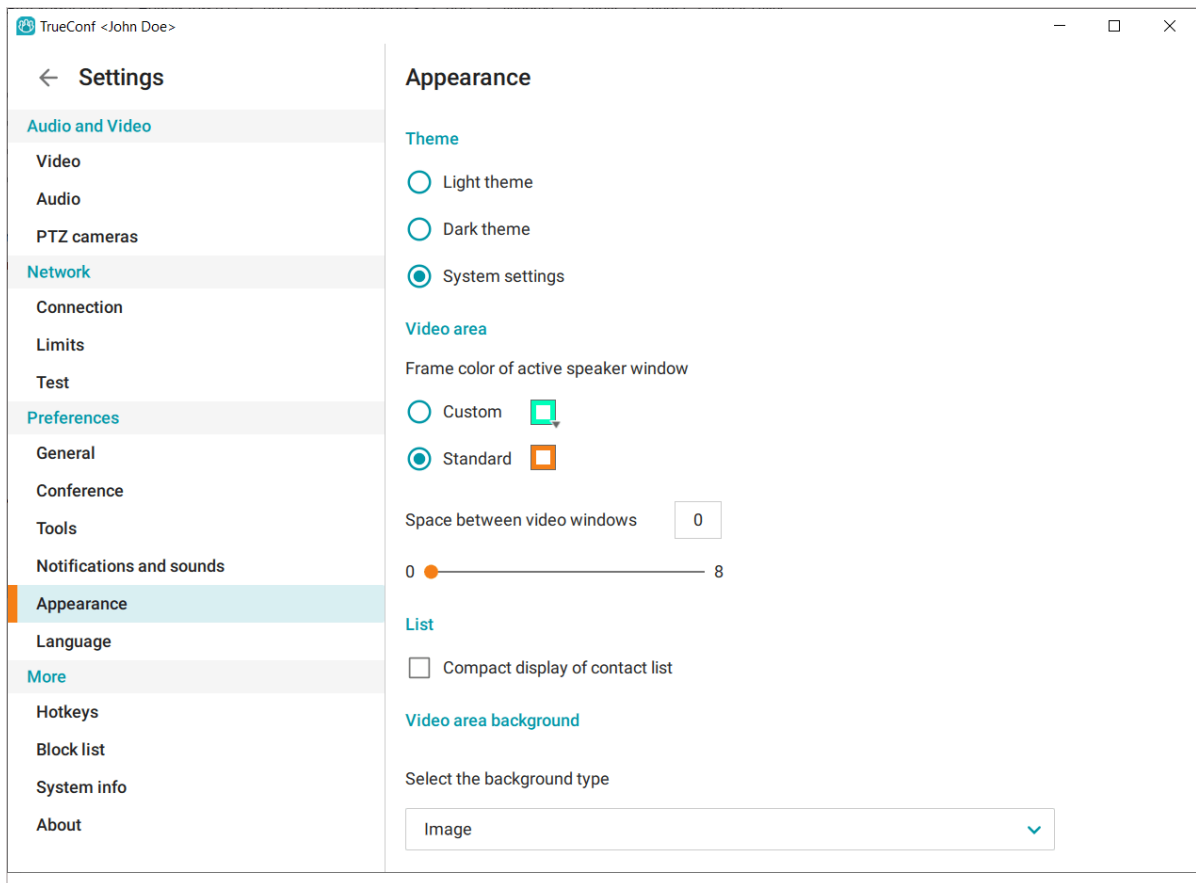 TrueConf <John Doe>
Settings
Audio and Video
Video
Audio
PTZ cameras
Network
Connection
Limits
Test
Preferences
General
Conference
Tools
Notifications and sounds
Appearance
Language
More
Hotkeys
Block list
System info
About
Appearance
Theme
Light theme
Dark theme
System settings
Video area
Frame color of active speaker window
Custom
Standard
Space between video windows 0
0 8
List
Compact display of contact list
Video area background
Select the background type
Image